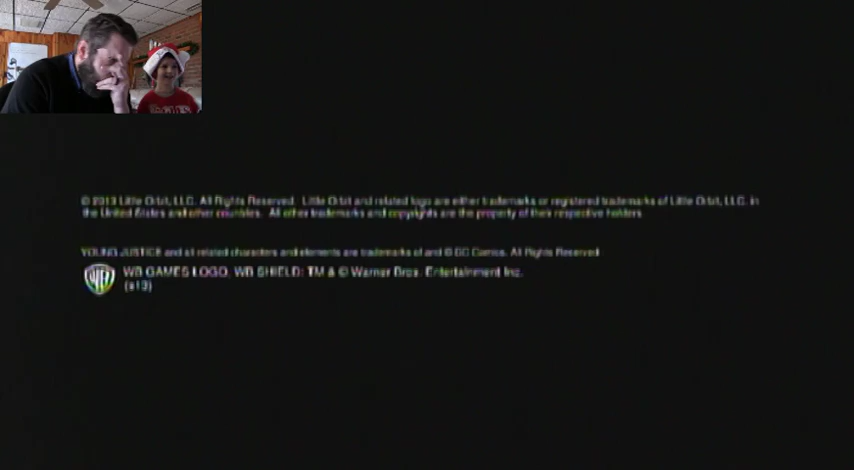 © 2013 Little Orbit, LLC. All Rights Reserved. Little Orbit and related logo are either trademarks or registered trademarks of Little Orbit, LLC. in
the United States and other countries. All other trademarks and copyrights are the property of their respective holders.
YOUNG JUSTICE and all related characters and elements are trademarks of and © DC Comics. All Rights Reserved
WB GAMES LOGO, WB SHIELD: TM & © Warner Bros. Entertainment Inc.
(s13)